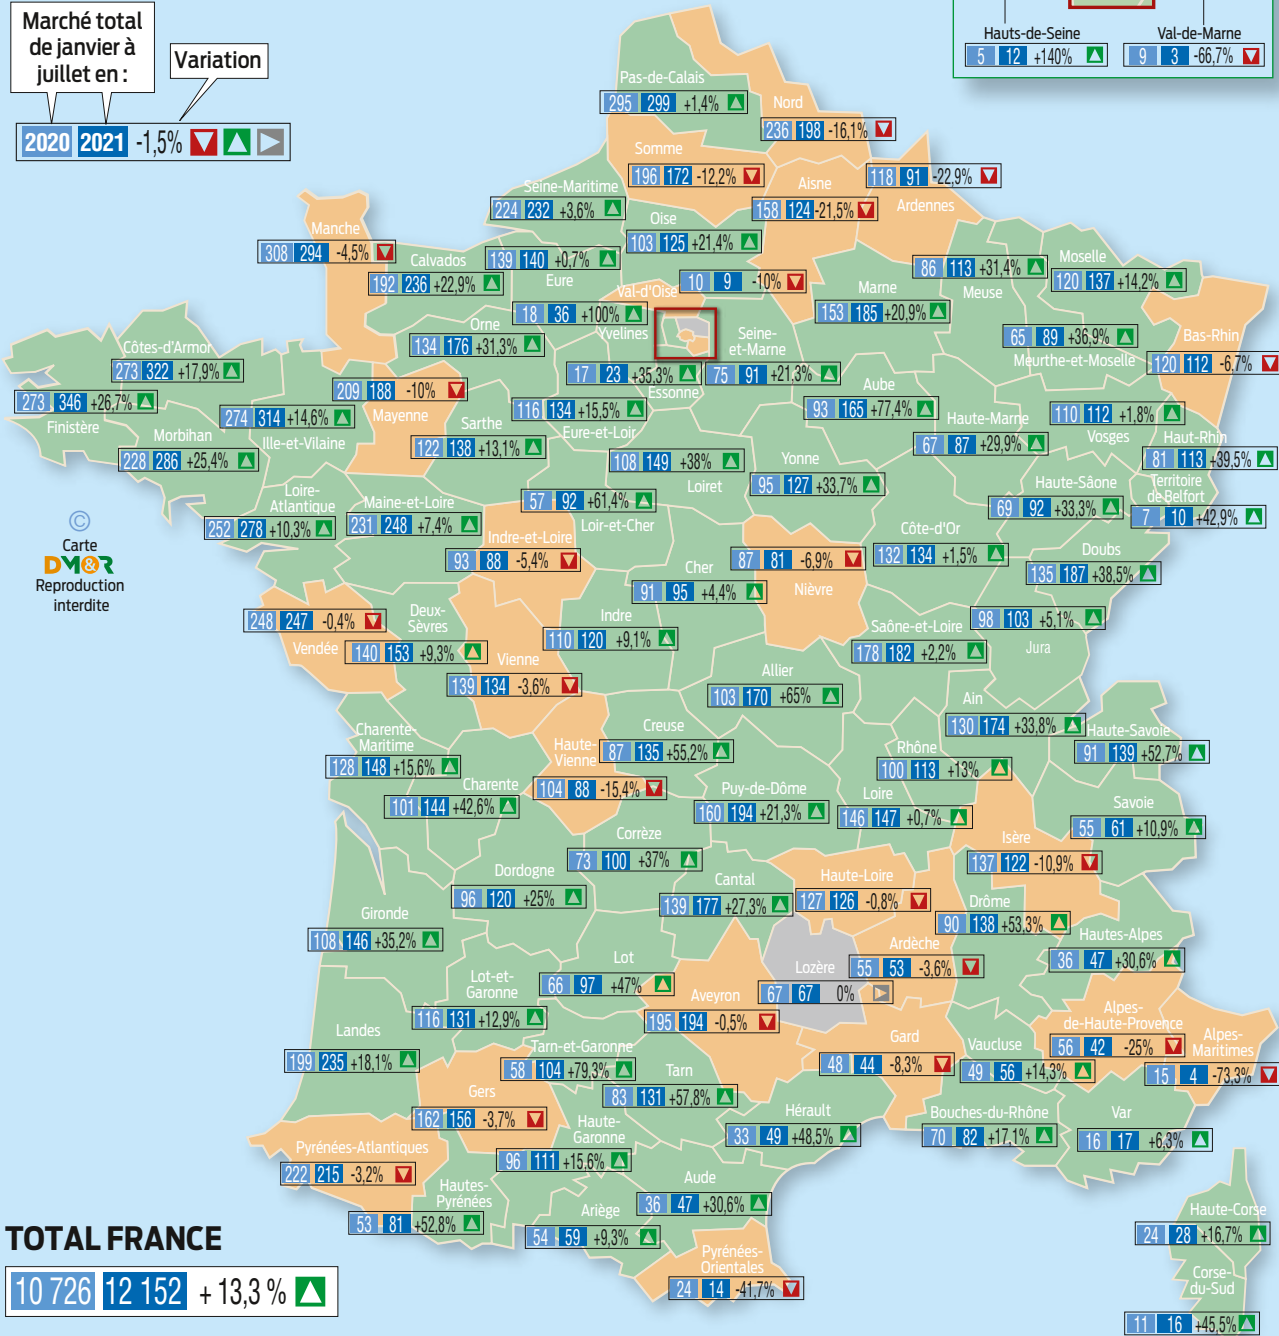 Marché total
de janvier à
juillet en :
Variation
2020 2021 -1,5%
Hauts-de-Seine
5 12 +140%
Val-de-Marne
9 3 -66,7%
Pas-de-Calais
295 299 +1,4%
Nord
236 198 -16,1%
Somme
196 172 -12,2%
Aisne
158 124 -21,5%
118 91 -22,9%
Ardennes
Seine-Maritime
224 232 +3,6%
Oise
103 125 +21,4%
Manche
308 294 -4,5%
Calvados
192 236 +22,9%
139 140 +0,7%
Eure
Val-d'Oise
10 9 -10%
Marne
153 185 +20,9%
86 113 +31,4%
Meuse
Moselle
120 137 +14,2%
18 36 +100%
Yvelines
Orne
134 176 +31,3%
Seine-
et-Marne
75 91 +21,3%
17 23 +35,3%
Essonne
65 89 +36,9%
Meurthe-et-Moselle
Bas-Rhin
120 112 -6.7%
Côtes-d'Armor
273 322 +17,9%
273 346 +26,7%
Finistère
Morbihan
228 286 +25,4%
274 314 +14,6%
Ille-et-Vilaine
209 188 -10%
Mayenne
Sarthe
122 138 +13,1%
116 134 +15,5%
Eure-et-Loir
Aube
93 165 +77,4%
Haute-Marne
67 87 +29,9%
110 112 +1,8%
Vosges
Haut-Rhin
81 113 +39,5%
108 149 +38%
Loiret
Yonne
95 127 +33,7%
Haute-Saône
69 92 +33,3%
Territoire
de Belfort
7 10 +42,9%
Loire-
Atlantique
252 278 +10,3%
Maine-et-Loire
231 248 +7,4%
57 92 +61,4%
Loir-et-Cher
Indre-et-Loire
93 88 -5,4%
Côte-d'Or
132 134 +1,5%
Doubs
135 187 +38,5%
87 81 -6,9%
Nièvre
Cher
91 95 +4,4%
©
Carte
DM&R
Reproduction
interdite
248 247 -0,4%
Vendée
Deux-
Sèvres
140 153 +9,3%
Vienne
139 134 -3,6%
Indre
110 120 +9,1%
Saône-et-Loire
178 182 +2,2%
98 103 +5,1%
Jura
Allier
103 170 +65%
Ain
130 174 +33,8%
Haute-Savoie
91 139 +52,7%
Charente-
Maritime
128 148 +15,6%
Charente
101 144 +42,6%
Haute-
Vienne
104 88 -15,4%
Creuse
87 135 +55,2%
Rhône
100 113 +13%
Puy-de-Dôme
160 194 +21,3%
Loire
146 147 +0,7%
Savoie
55 61 +10,9%
Isère
137 122 -10,9%
Corrèze
73 100 +37%
Dordogne
96 120 +25%
Cantal
139 177 +27,3%
Haute-Loire
127 126 -0,8%
Drôme
90 138 +53,3%
Gironde
108 146 +35,2%
Ardèche
55 53 -3,6%
Hautes-Alpes
36 47 +30,6%
Lozère
67 67 0%
Lot
66 97 +47%
Lot-et-
Garonne
116 131 +12,9%
Aveyron
195 194 -0,5%
Landes
199 235 +18,1%
Tarn-et-Garonne
58 104 +79,3%
Gard
48 44 -8,3%
Vaucluse
49 56 +14,3%
Alpes-
de-Haute-Provence
56 42 -25%
Alpes-
Maritimes
15 4 -73,3%
Tarn
83 131 +57,8%
Gers
162 156 -3,7%
Haute-
Garonne
96 111 +15,6%
Hérault
33 49 +48,5%
Bouches-du-Rhône
70 82 +17,1%
Var
16 17 +6,3%
Pyrénées-Atlantiques
222 215 -3,2%
Hautes-
Pyrénées
53 81 +52,8%
Ariège
54 59 +9,3%
Aude
36 47 +30,6%
Pyrénées-
Orientales
24 14 -41,7%
Haute-Corse
24 28 +16,7%
Corse-
du-Sud
11 16 +45,5%
TOTAL FRANCE
10 726 12 152 + 13,3 %